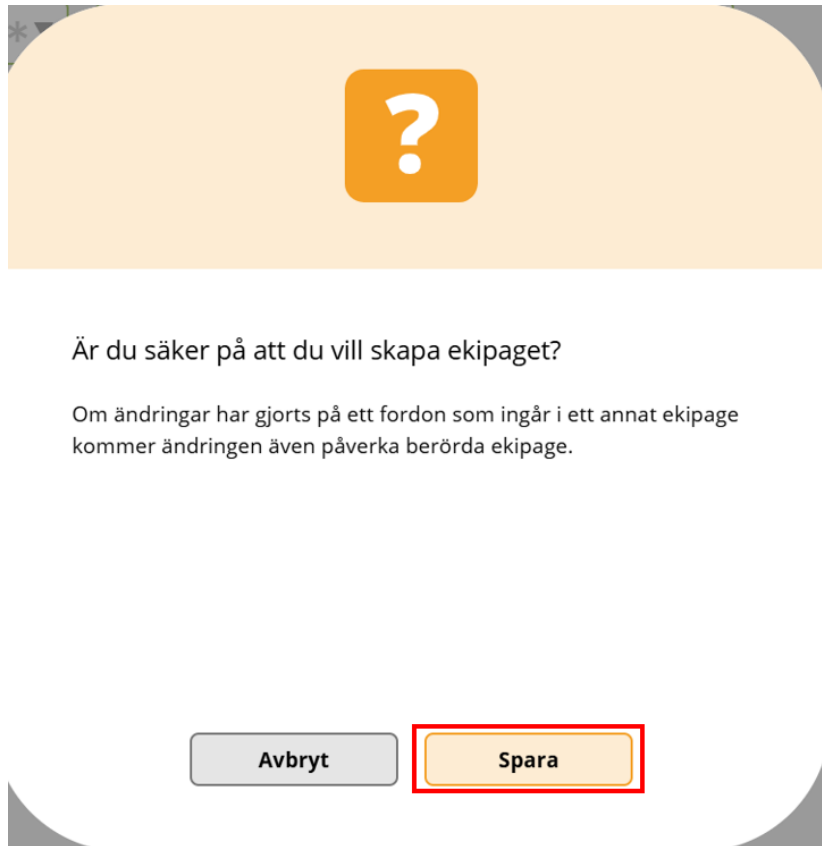 ?
Är du säker på att du vill skapa ekipaget?
Om ändringar har gjorts på ett fordon som ingår i ett annat ekipage
kommer ändringen även påverka berörda ekipage.
Avbryt
Spara